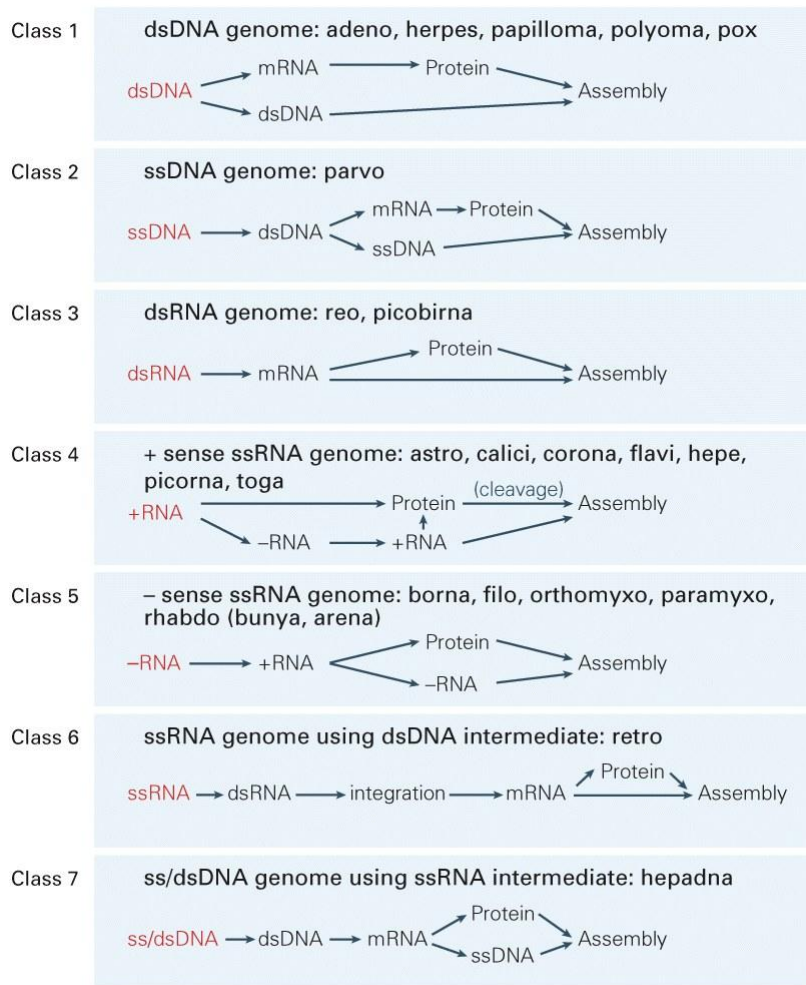 Class 1 dsDNA genome: adeno, herpes, papilloma, polyoma, pox
mRNA Protein
dsDNA Assembly
dsDNA
Class 2 ssDNA genome: parvo
mRNA Protein
ssDNA dsDNA Assembly
ssDNA
Class 3 dsRNA genome: reo, picobirna
Protein
dsRNA mRNA Assembly
Class 4 + sense ssRNA genome: astro, calici, corona, flavi, hepe,
picorna, toga
Protein (cleavage) Assembly
+RNA
–RNA +RNA
Class 5 – sense ssRNA genome: borna, filo, orthomyxo, paramyxo,
rhabdo (bunya, arena)
Protein
–RNA +RNA Assembly
–RNA
Class 6 ssRNA genome using dsDNA intermediate: retro
Protein
ssRNA dsRNA integration mRNA Assembly
Class 7 ss/dsDNA genome using ssRNA intermediate: hepadna
Protein
ss/dsDNA dsDNA mRNA Assembly
ssDNA